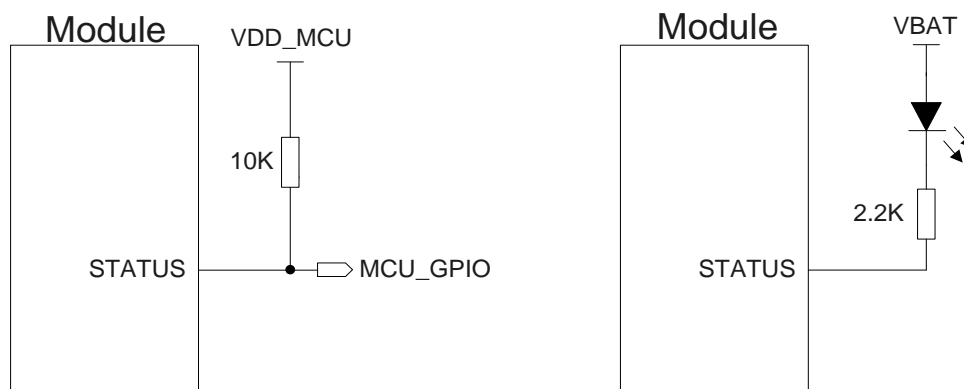 Module
VDD_MCU
10K
STATUS
MCU_GPIO
Module
VBAT
2.2K
STATUS